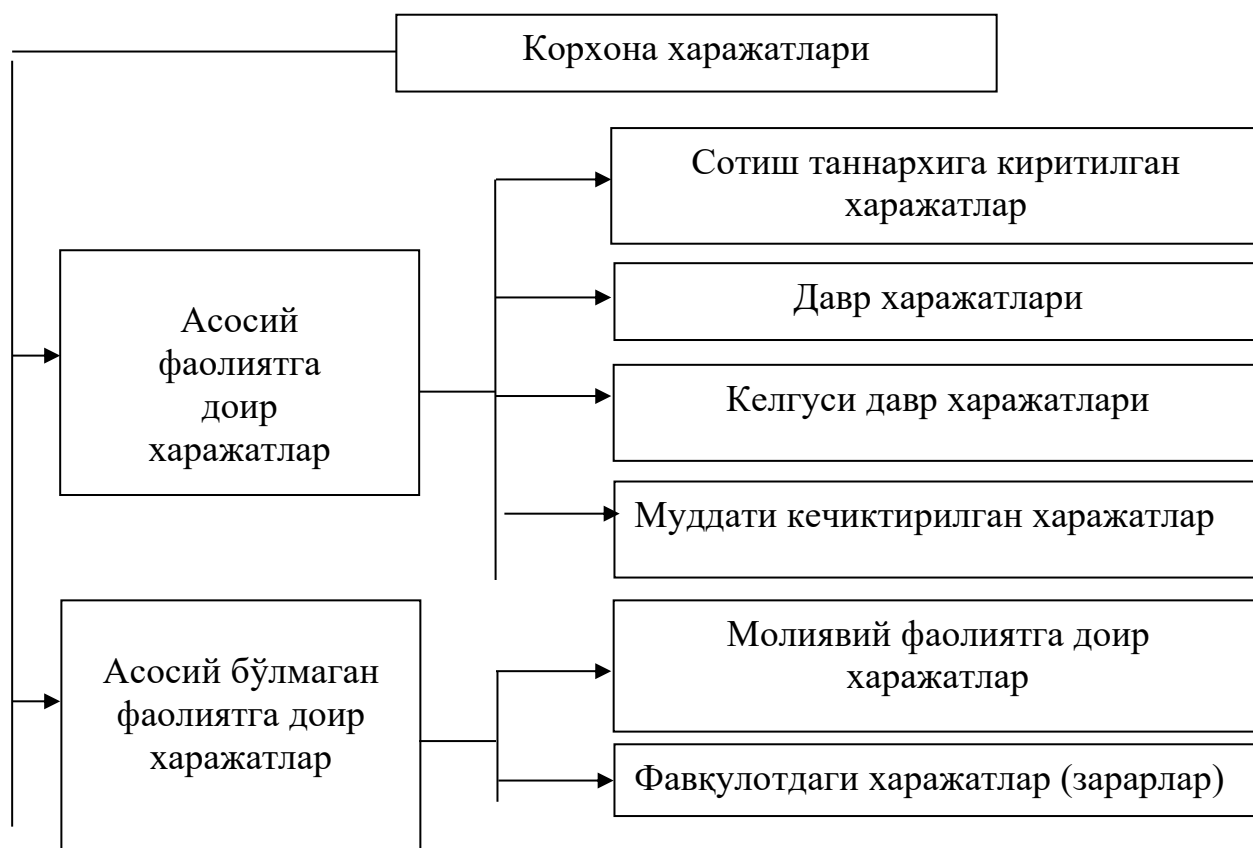 Корхона харажатлари
Сотиш таннархига киритилган
харажатлар
Давр харажатлари
Асосий
фаолиятга
доир
харажатлар
Келгуси давр харажатлари
Муддати кечиктирилган харажатлар
Молиявий фаолиятга доир
харажатлар
Асосий бўлмаган
фаолиятга доир
харажатлар
Фавқулотдаги харажатлар (зарарлар)